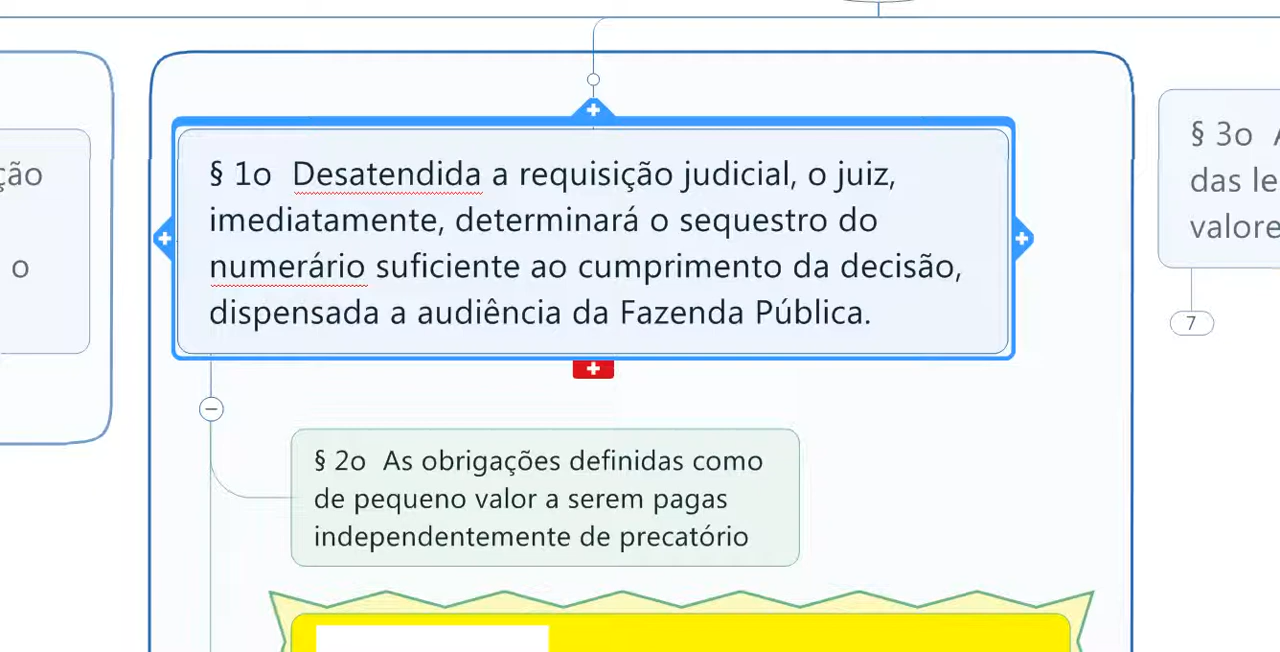 ção
o
§ 1o  Desatendida a requisição judicial, o juiz,
imediatamente, determinará o sequestro do
numerário suficiente ao cumprimento da decisão,
dispensada a audiência da Fazenda Pública.
§ 2o  As obrigações definidas como
de pequeno valor a serem pagas
independentemente de precatório
§ 3o
das le
valore
7